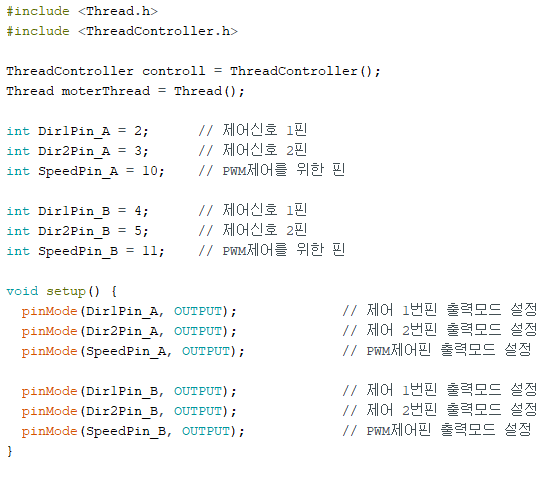 #include <Thread.h>
#include <ThreadController.h>
ThreadController controll = ThreadController();
Thread moterThread = Thread();
int Dir1Pin_A = 2;      // 제어신호 1핀
int Dir2Pin_A = 3;      // 제어신호 2핀
int SpeedPin_A = 10;    // PWM제어를 위한 핀
int Dir1Pin_B = 4;      // 제어신호 1핀
int Dir2Pin_B = 5;      // 제어신호 2핀
int SpeedPin_B = 11;    // PWM제어를 위한 핀
void setup() {
  pinMode(Dir1Pin_A, OUTPUT);             // 제어 1번핀 출력모드 설정
  pinMode(Dir2Pin_A, OUTPUT);             // 제어 2번핀 출력모드 설정
  pinMode(SpeedPin_A, OUTPUT);            // PWM제어핀 출력모드 설정
  pinMode(Dir1Pin_B, OUTPUT);             // 제어 1번핀 출력모드 설정
  pinMode(Dir2Pin_B, OUTPUT);             // 제어 2번핀 출력모드 설정
  pinMode(SpeedPin_B, OUTPUT);            // PWM제어핀 출력모드 설정
}